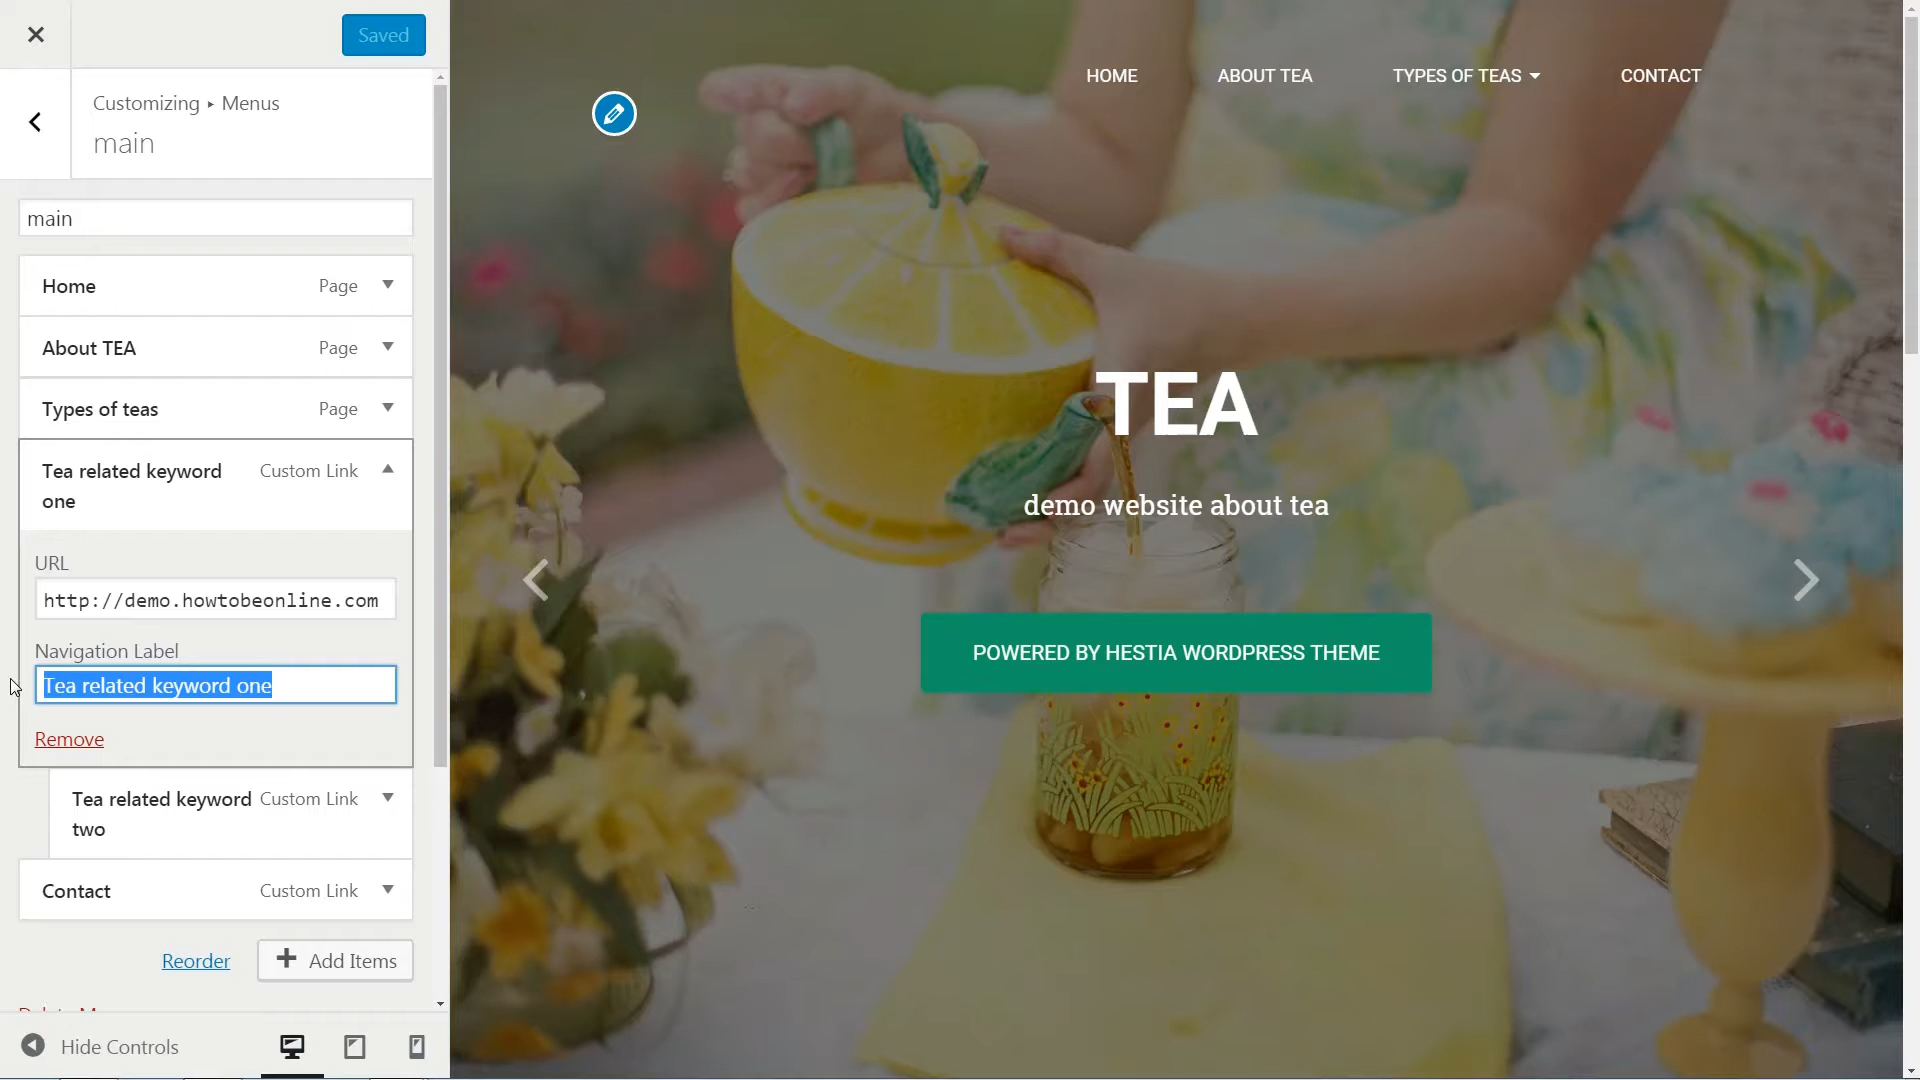 Saved
Customizing ▸ Menus
main
main
Home Page
About TEA Page
Types of teas Page
Tea related keyword Custom Link
one
URL
http://demo.howtobeonline.com
Navigation Label
Tea related keyword one
Remove
Tea related keyword Custom Link
two
Contact Custom Link
Reorder Add Items
Hide Controls
HOME ABOUT TEA TYPES OF TEAS CONTACT
TEA
demo website about tea
POWERED BY HESTIA WORDPRESS THEME